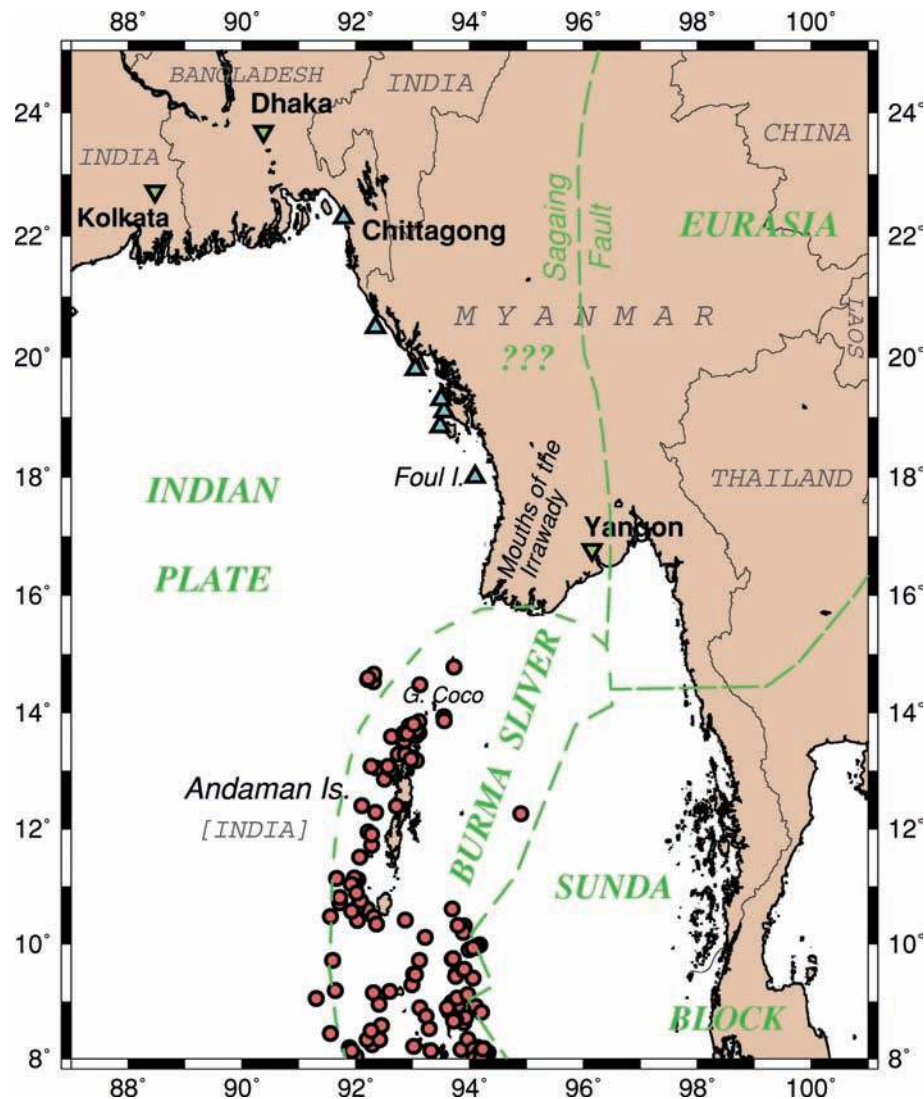 88° 90° 92° 94° 96° 98° 100°
BANGLADESH
INDIA
Dhaka
24°
24°
CHINA
INDIA
Kolkata
Chittagong
Sagaing
Fault
EURASIA
22°
22°
MYANMAR
LAOS
20°
20°
???
18°
18°
Foul I.
THAILAND
INDIAN
PLATE
Mouths of the
Irrawady
Yangon
16°
16°
BURMA SLIVER
14°
14°
G. Coco
Andaman Is.
[INDIA]
12°
12°
SUNDA
BLOCK
10°
10°
8°
8°
88° 90° 92° 94° 96° 98° 100°